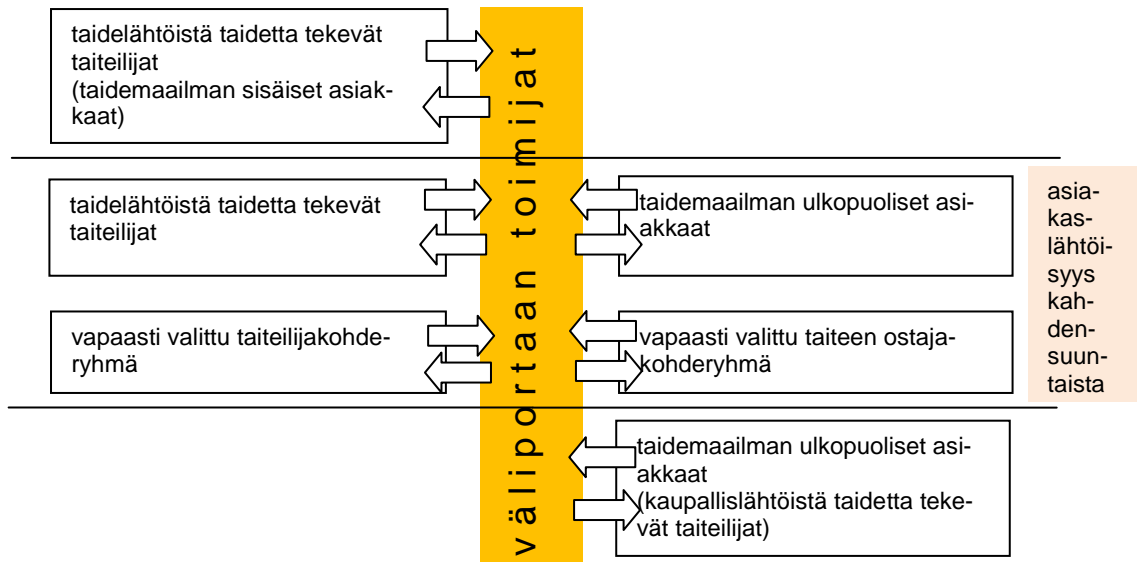 taidelähtöistä taidetta tekevät
taiteilijat
(taidemaailman sisäiset asiak-
kaat)
väliportaan toimijat
taidelähtöistä taidetta tekevät
taiteilijat
taidemaailman ulkopuoliset asi-
akkaat
asia-
kas-
lähtöi-
syys
kah-
den-
suun-
taista
vapaasti valittu taiteilijakohde-
ryhmä
vapaasti valittu taiteen ostaja-
kohderyhmä
taidemaailman ulkopuoliset asi-
akkaat
(kaupallislähtöistä taidetta teke-
vät taiteilijat)